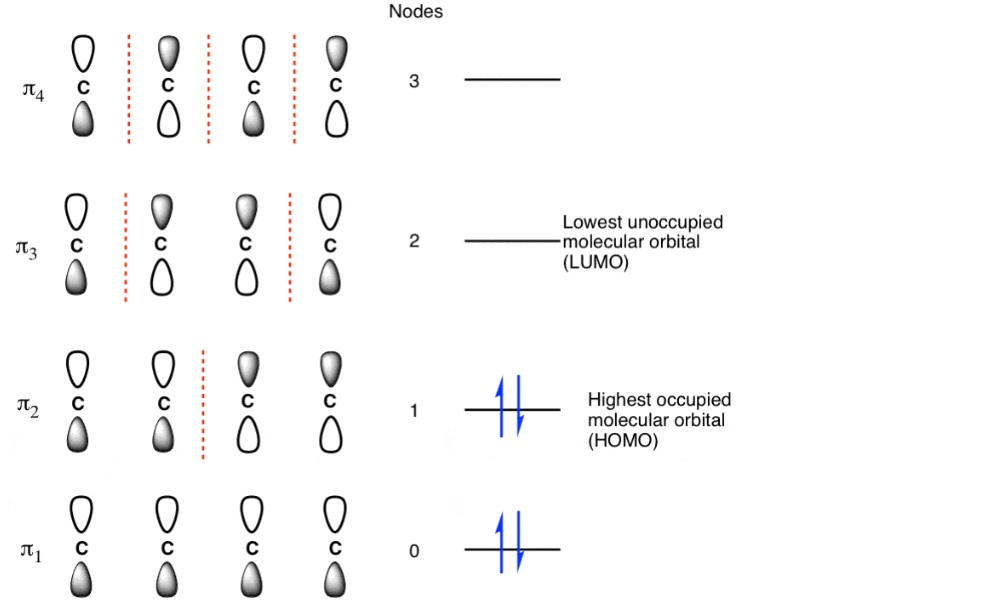 Nodes
π4 C C C C 3
π3 C C C C 2
Lowest unoccupied
molecular orbital
(LUMO)
π2 C C C C 1
Highest occupied
molecular orbital
(HOMO)
π1 C C C C 0